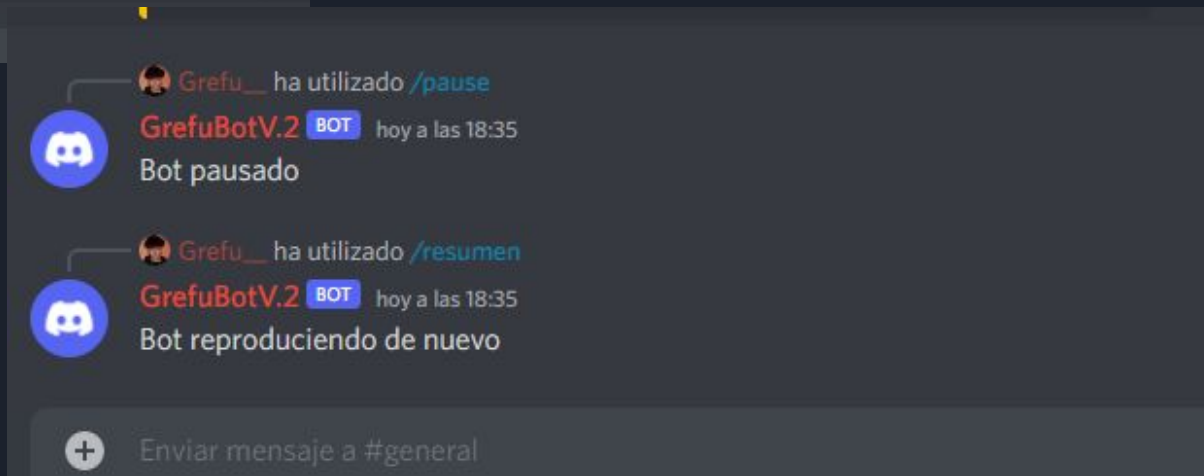 Grefu__ ha utilizado /pause
GrefuBotV.2 BOT hoy a las 18:35
Bot pausado
Grefu__ ha utilizado /resumen
GrefuBotV.2 BOT hoy a las 18:35
Bot reproduciendo de nuevo
Enviar mensaje a #general